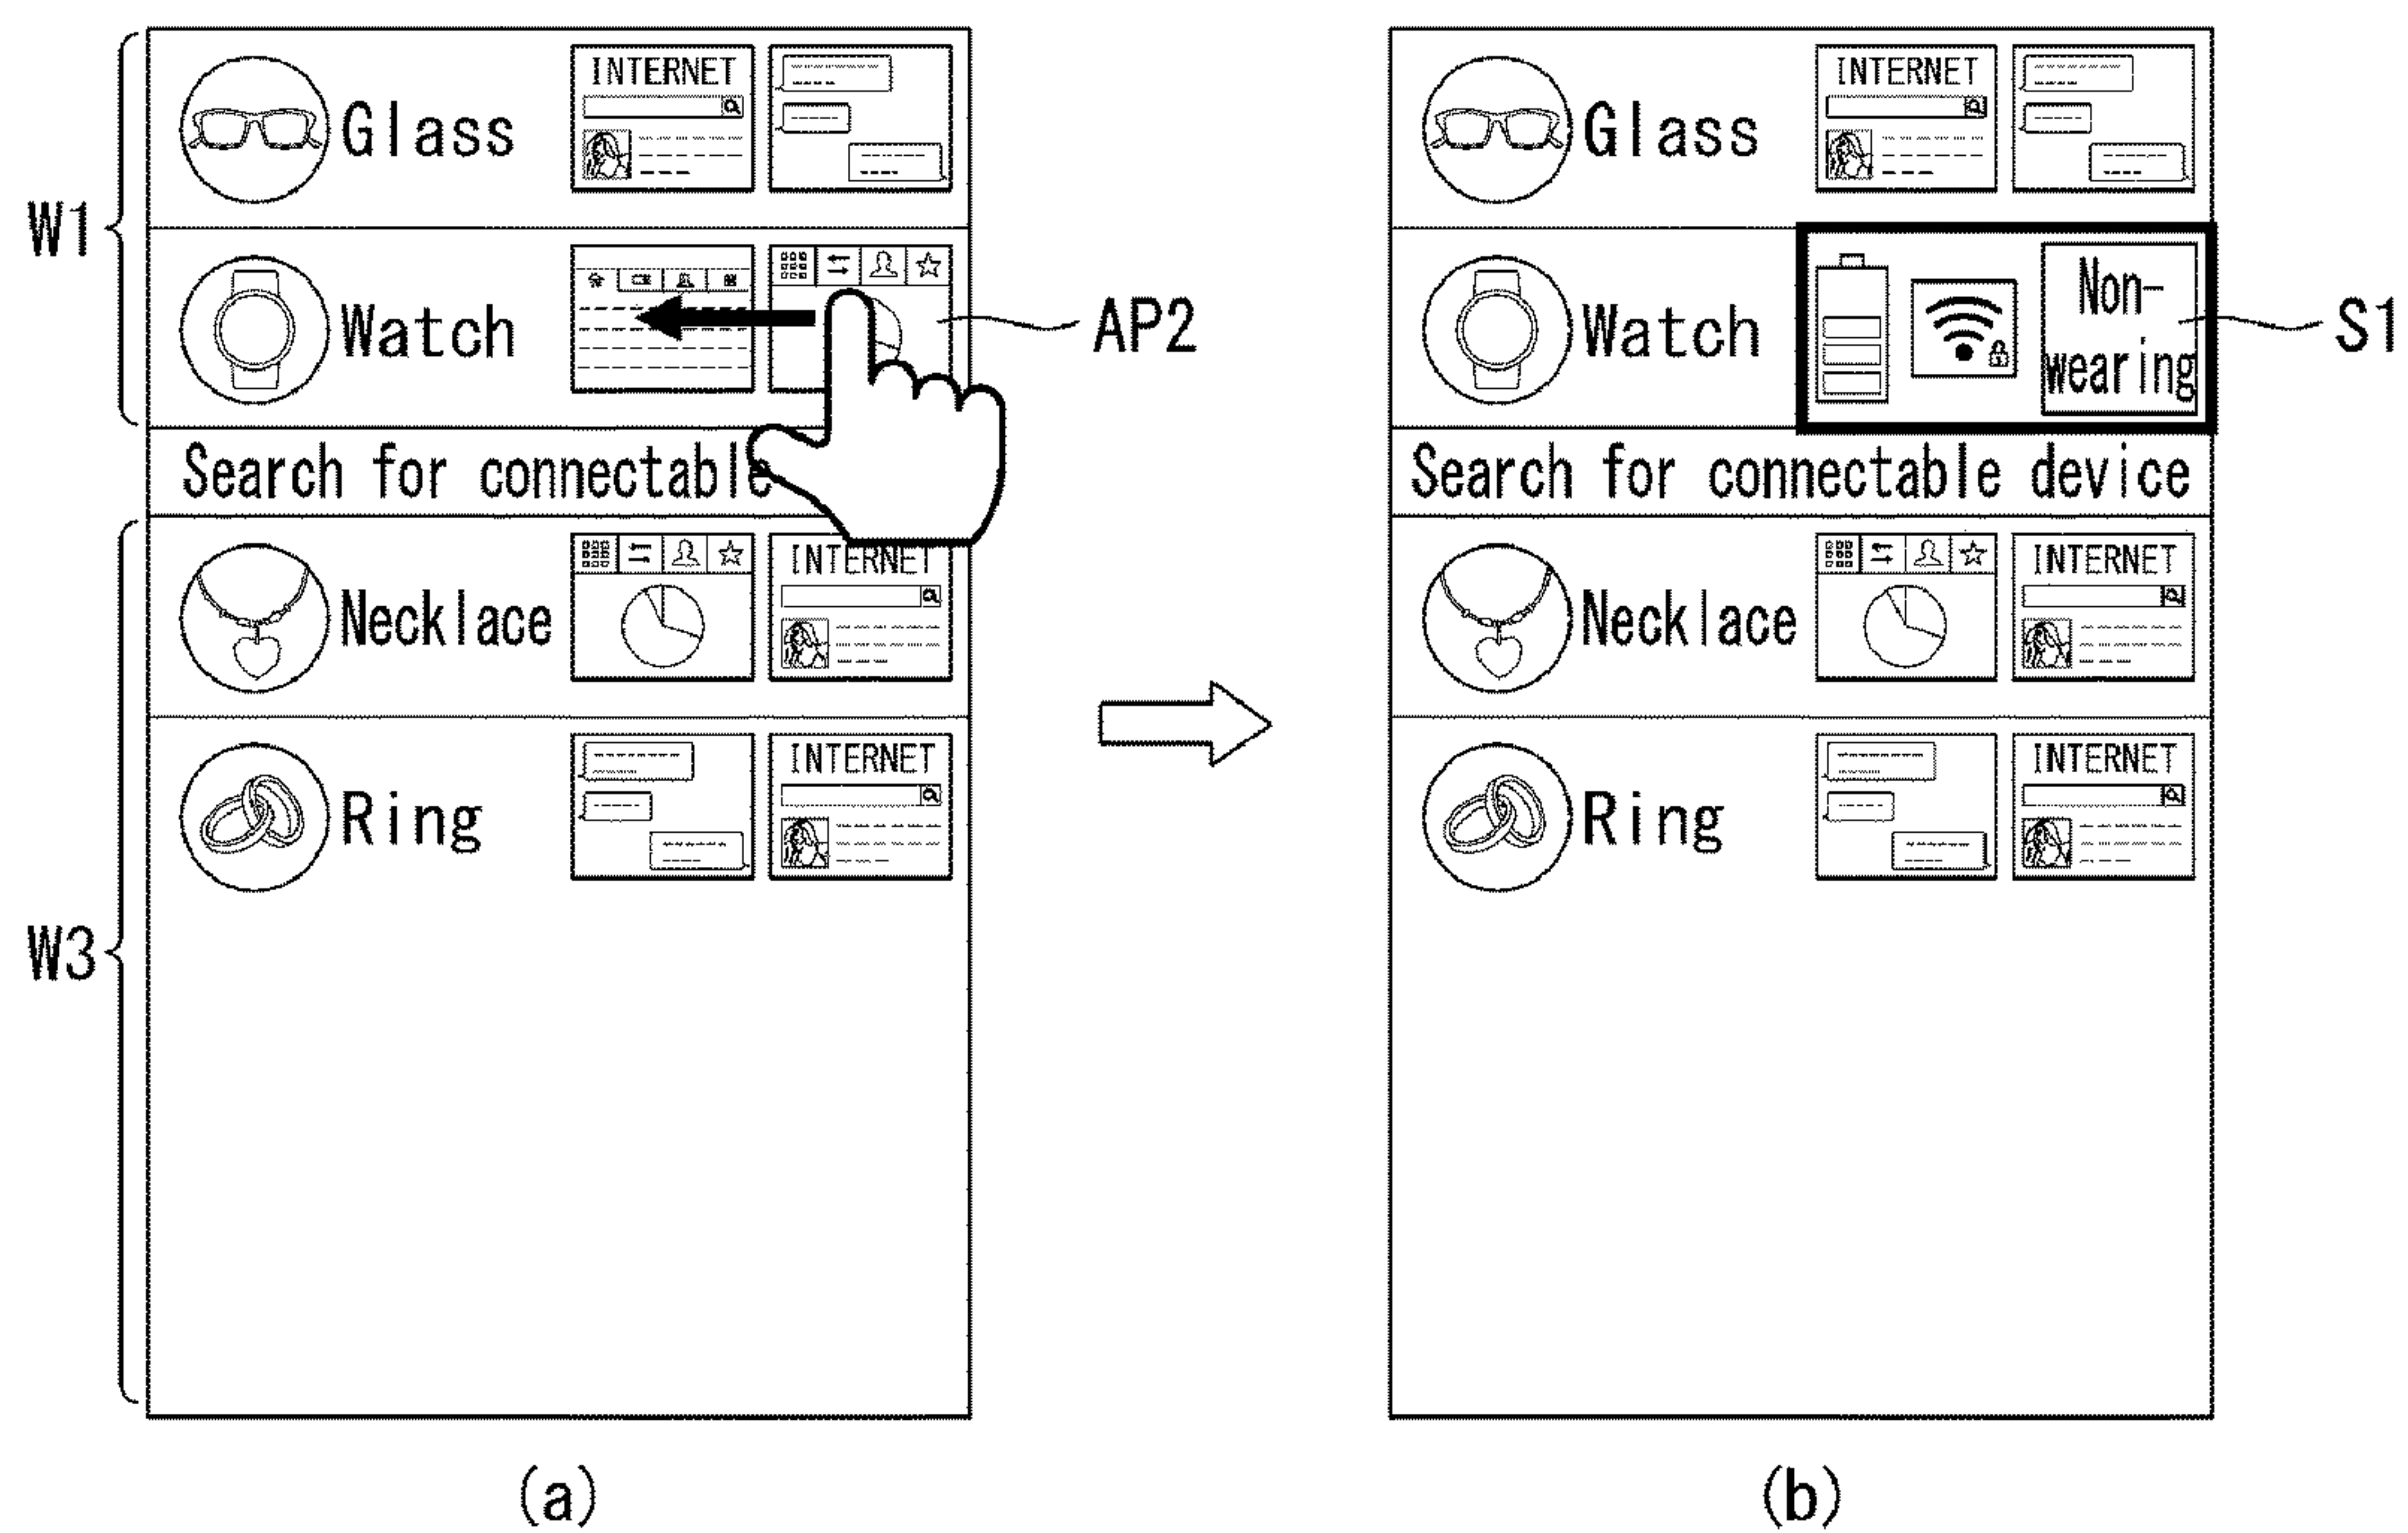 W1
Glass
INTERNET
Watch
AP2
Search for connectable
W3
Necklace
INTERNET
Ring
INTERNET
(a)
Glass
INTERNET
Watch
Non-
wearing
S1
Search for connectable device
Necklace
INTERNET
Ring
INTERNET
(b)